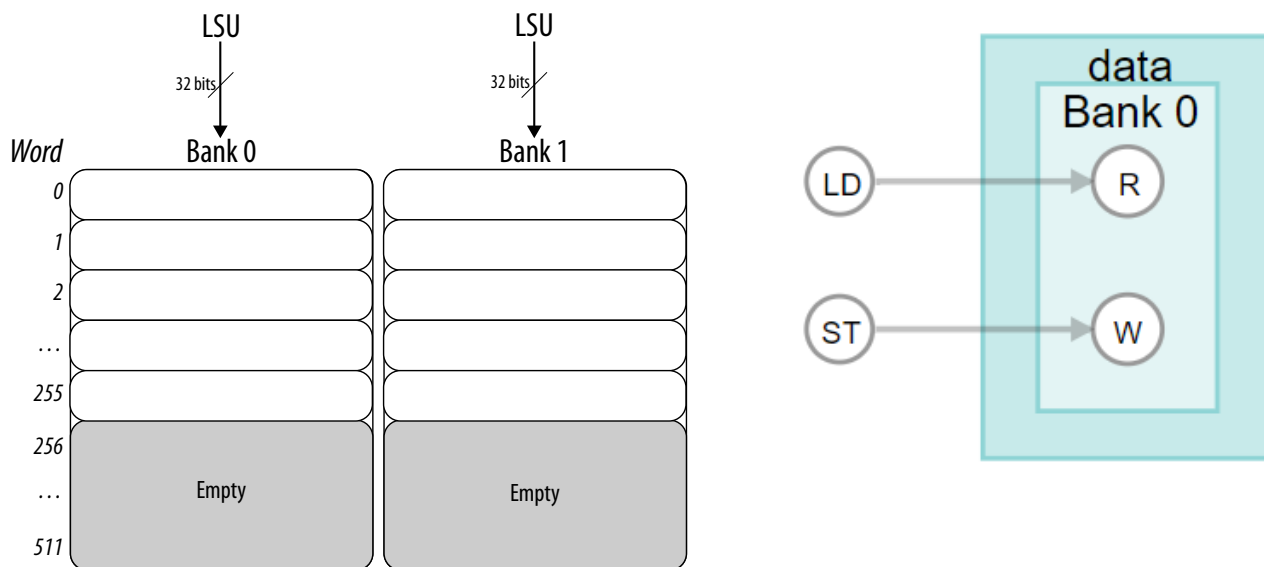 LSU LSU
32 bits 32 bits
Word Bank 0 Bank 1
0
1
2
...
255
256
... Empty Empty
511
data
Bank 0
LD R
ST W